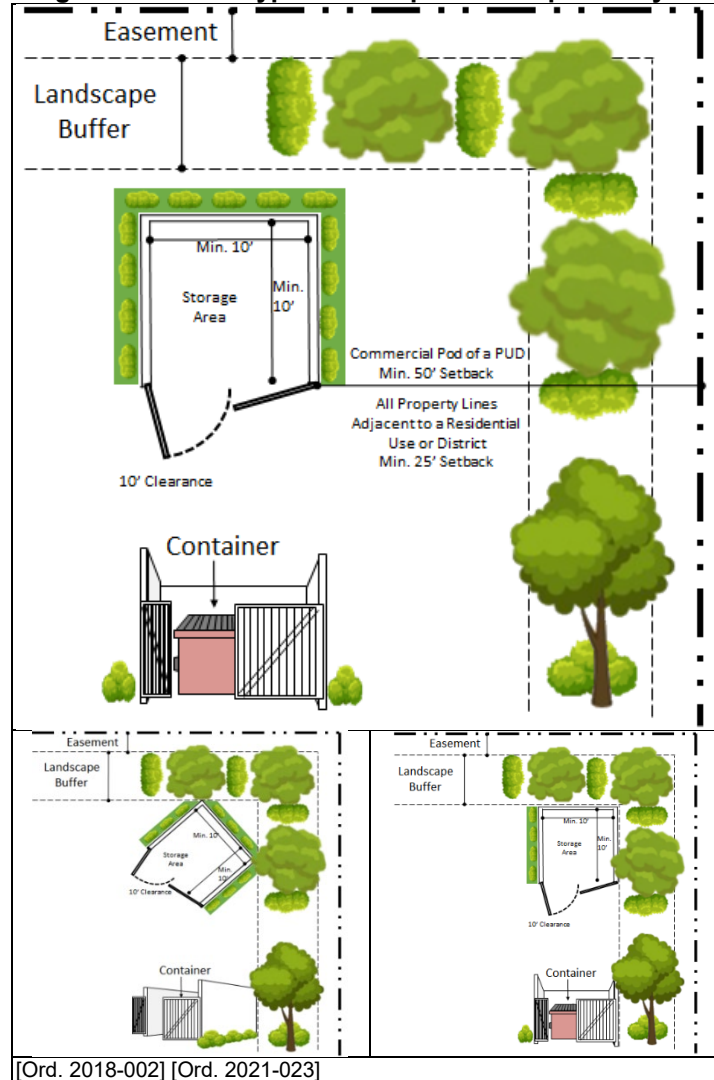 Easement
Landscape
Buffer
Min. 10'
Min.
10'
Storage
Area
Commercial Pod of a PUD
Min. 50' Setback
All Property Lines
Adjacent to a Residential
Use or District
Min. 25' Setback
10' Clearance
Container
Easement
Landscape
Buffer
Min. 10'
Storage
Area
Min.
10'
10' Clearance
Container
Easement
Landscape
Buffer
Min. 10'
Min.
10'
Storage
Area
10' Clearance
Container
[Ord. 2018-002] [Ord. 2021-023]